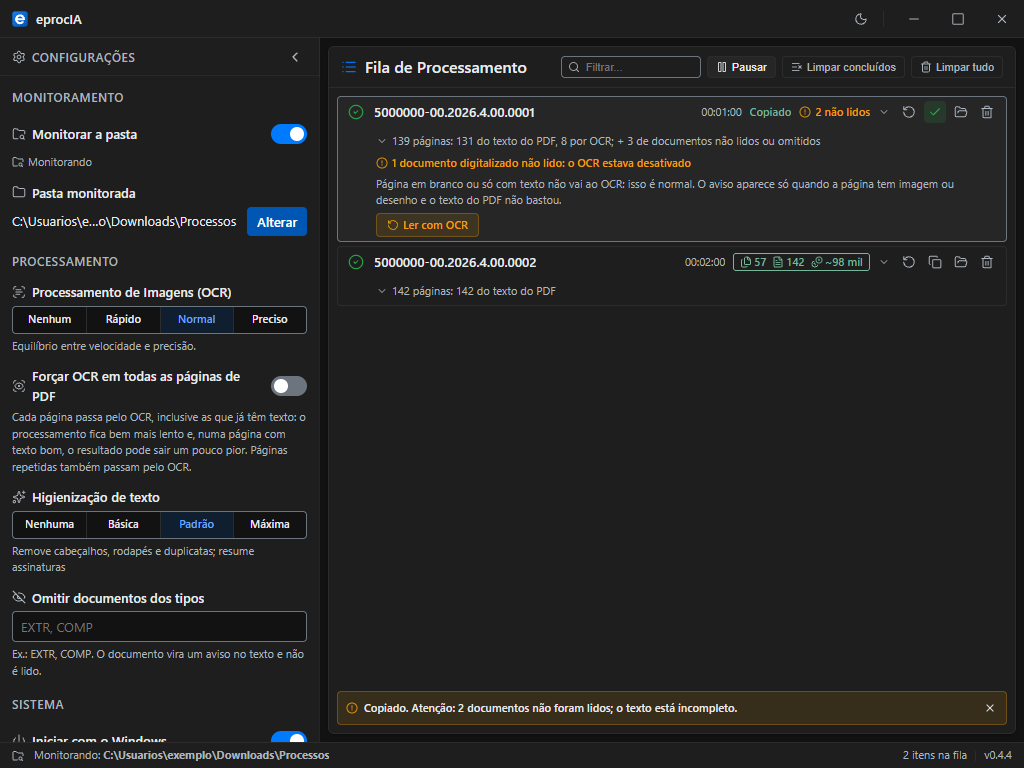 eprocIA
CONFIGURAÇÕES
MONITORAMENTO
Monitorar a pasta
Monitorando
Pasta monitorada
C:\Usuarios\e...o\Downloads\Processos
Alterar
PROCESSAMENTO
Processamento de Imagens (OCR)
Nenhum Rápido Normal Preciso
Equilíbrio entre velocidade e precisão.
Forçar OCR em todas as páginas de
PDF
Cada página passa pelo OCR, inclusive as que já têm texto: o
processamento fica bem mais lento e, numa página com
texto bom, o resultado pode sair um pouco pior. Páginas
repetidas também passam pelo OCR.
Higienização de texto
Nenhuma Básica Padrão Máxima
Remove cabeçalhos, rodapés e duplicatas; resume
assinaturas
Omitir documentos dos tipos
EXTR, COMP
Ex.: EXTR, COMP. O documento vira um aviso no texto e não
é lido.
SISTEMA
Iniciar com o Windows
Fila de Processamento
Filtrar...
Pausar
Limpar concluídos
Limpar tudo
5000000-00.2026.4.00.0001
00:01:00 Copiado 2 não lidos
139 páginas: 131 do texto do PDF, 8 por OCR; + 3 de documentos não lidos ou omitidos
1 documento digitalizado não lido: o OCR estava desativado
Página em branco ou só com texto não vai ao OCR: isso é normal. O aviso aparece só quando a página tem imagem ou
desenho e o texto do PDF não bastou.
Ler com OCR
5000000-00.2026.4.00.0002
00:02:00 57 142 ~98 mil
142 páginas: 142 do texto do PDF
Copiado. Atenção: 2 documentos não foram lidos; o texto está incompleto.
Monitorando: C:\Usuarios\exemplo\Downloads\Processos
2 itens na fila
v0.4.4